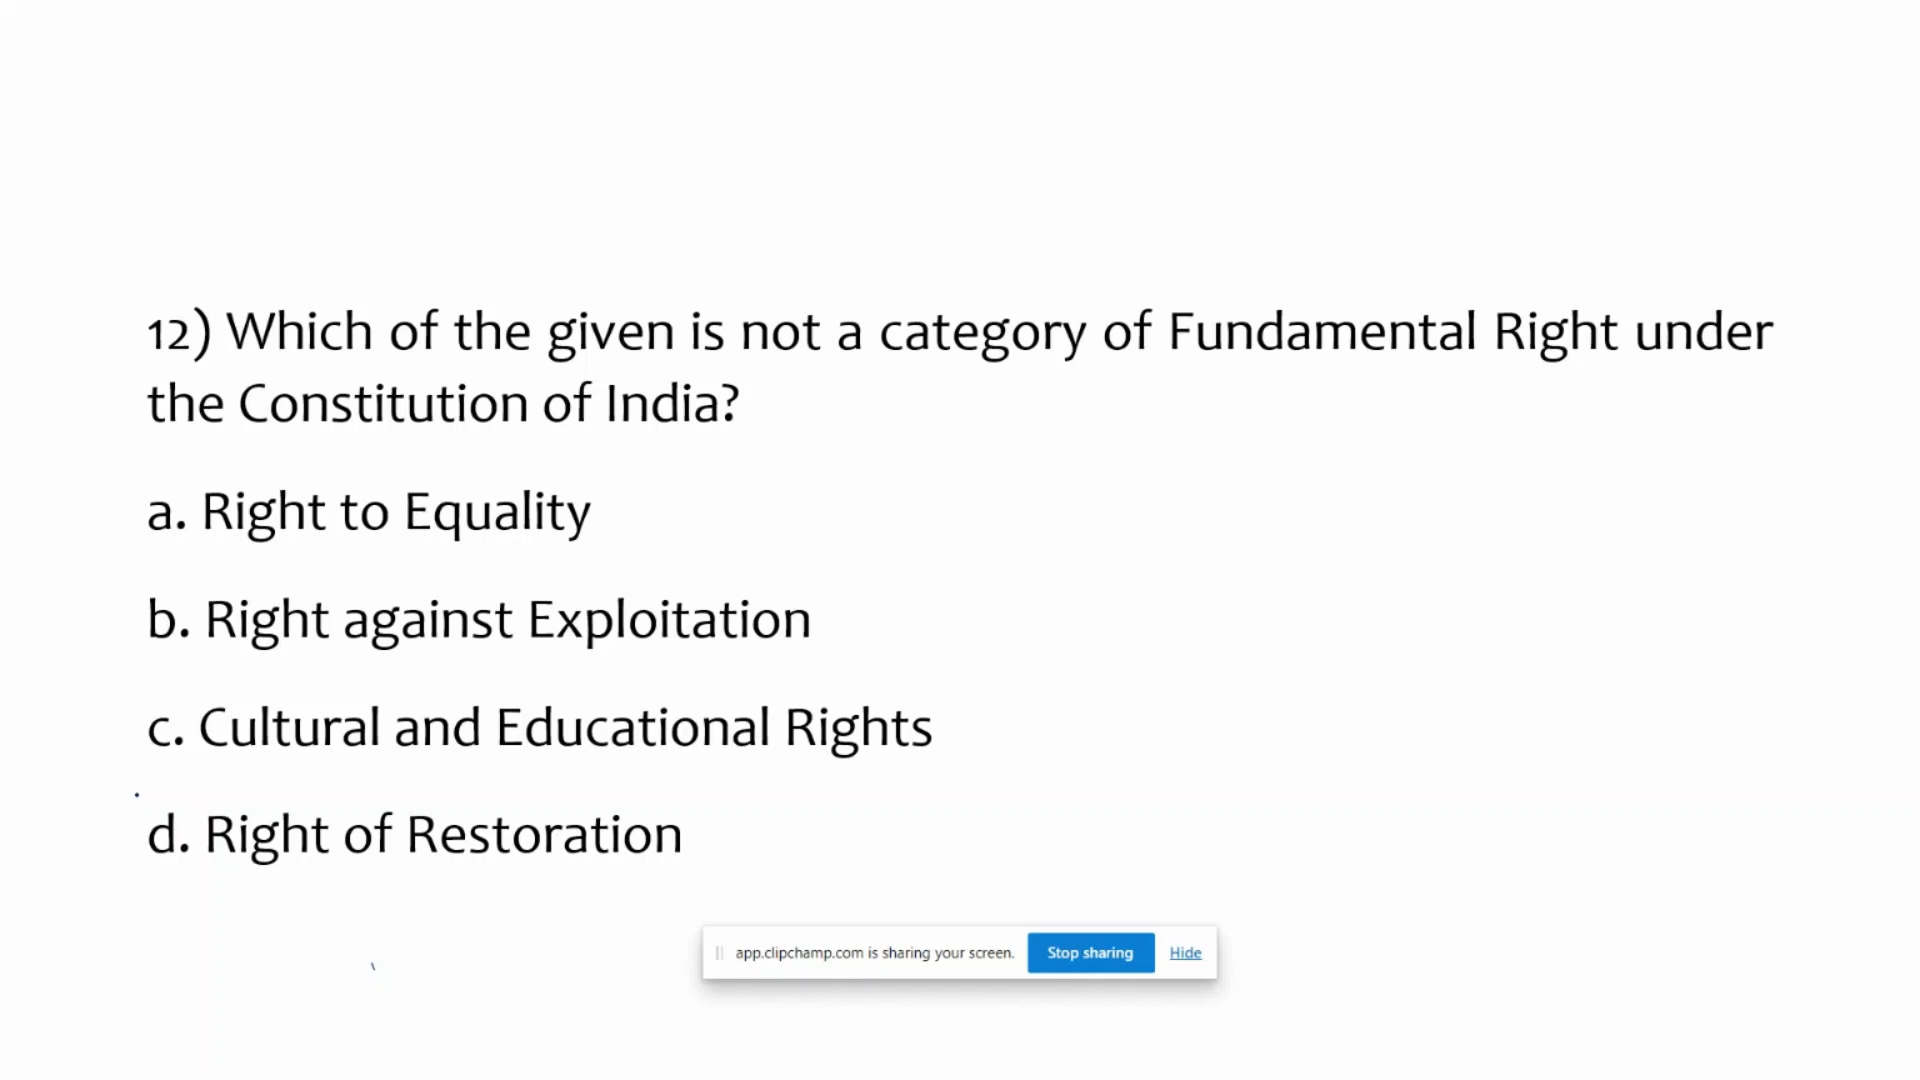 12) Which of the given is not a category of Fundamental Right under
the Constitution of India?
a. Right to Equality
b. Right against Exploitation
c. Cultural and Educational Rights
d. Right of Restoration
app.clipchamp.com is sharing your screen. Stop sharing Hide